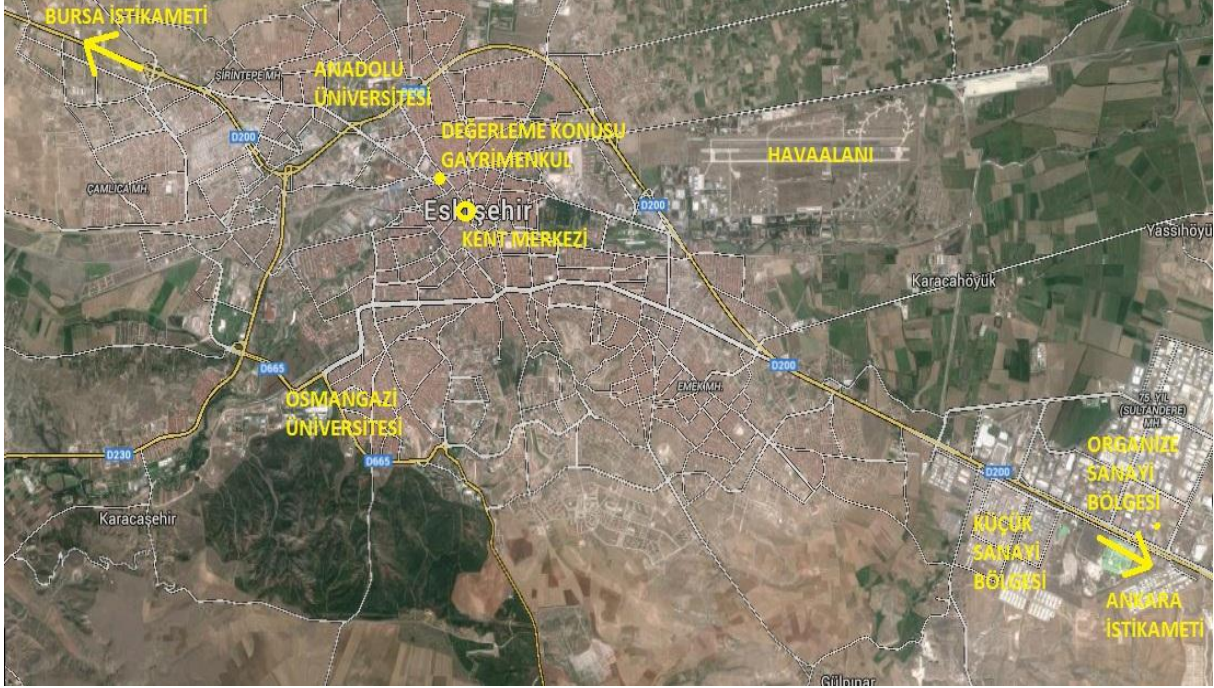 BURSA İSTİKAMETİ
ŞİRİNTEPE MH.
ANADOLU
ÜNİVERSİTESİ
D200
DEĞERLEME KONUSU
GAYRİMENKUL
D200
HAVAALANI
ÇAMLICA MH.
Eskişehir
D200
KENT MERKEZİ
Yassıhöyü
Karacahöyük
D200
D665
EMEK MH.
OSMANGAZİ
ÜNİVERSİTESİ
75. YIL
(SULTANDERE)
MH.
D230
D665
ORGANİZE
SANAYİ
BÖLGESİ
D200
Karacaşehir
KÜÇÜK
SANAYİ
BÖLGESİ
ANKARA
İSTİKAMETİ
Gülpınar